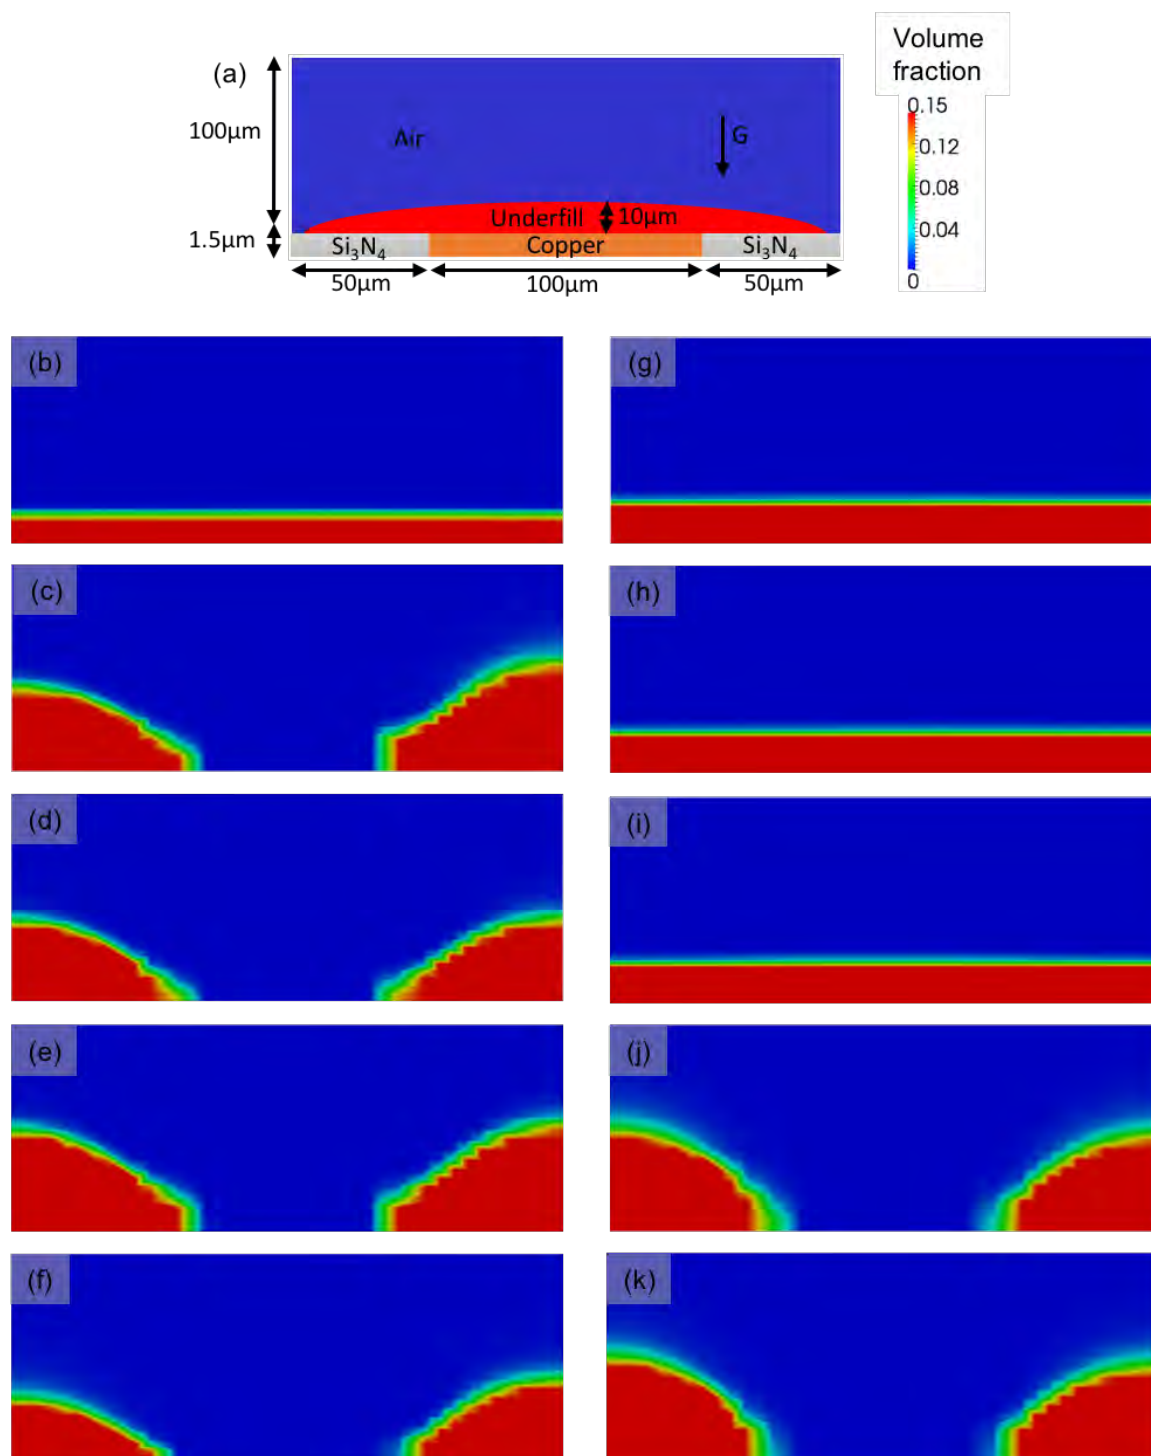 Volume
fraction
0.15
0.12
0.08
0.04
0
(a)
100μm
Air
G
Underfill
10μm
1.5μm
Si₃N₄
Copper
Si₃N₄
50μm
100μm
50μm
(b)
(g)
(c)
(h)
(d)
(i)
(e)
(j)
(f)
(k)